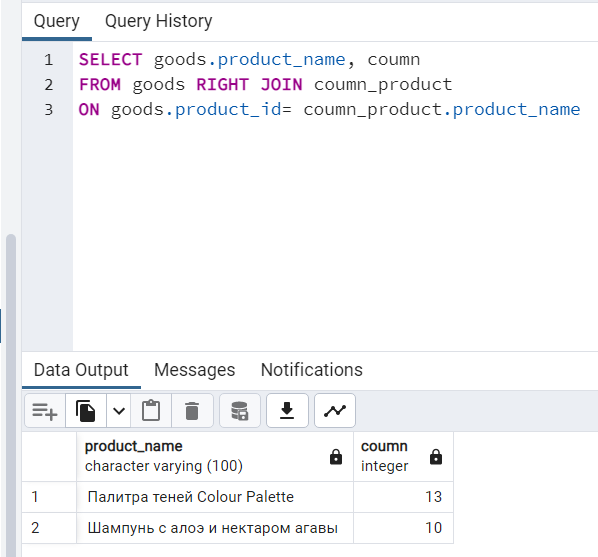 Query Query History
1 SELECT goods.product_name, coumn
2 FROM goods RIGHT JOIN coumn_product
3 ON goods.product_id= coumn_product.product_name
Data Output Messages Notifications
product_name coumn
character varying (100) integer
1 Палитра теней Colour Palette 13
2 Шампунь с алоэ и нектаром агавы 10